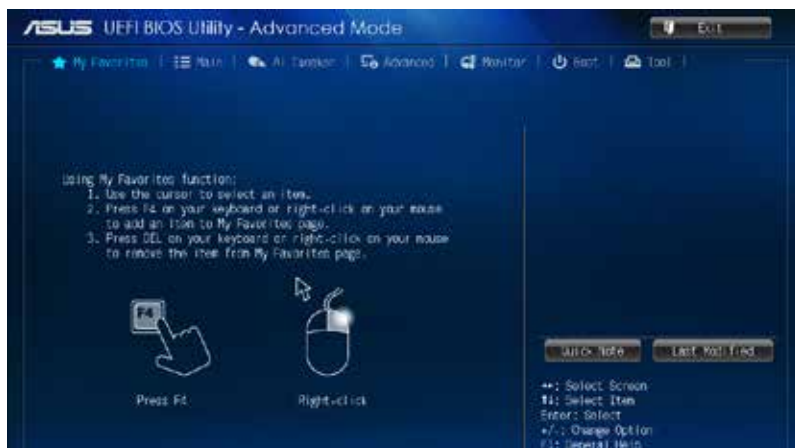 ASUS UEFI BIOS Utility - Advanced Mode
Exit
My Favorites | Main | Ai Tweaker | Advanced | Monitor | Boot | Tool |
Using My Favorites function:
1. Use the cursor to select an item.
2. Press F4 on your keyboard or right-click on your mouse
to add an item to My Favorites page.
3. Press DEL on your keyboard or right-click on your mouse
to remove the item from My Favorites page.
F4
Press F4
Right-click
Quick Note
Last Modified
→←: Select Screen
↑↓: Select Item
Enter: Select
+/-: Change Option
F1: General Help